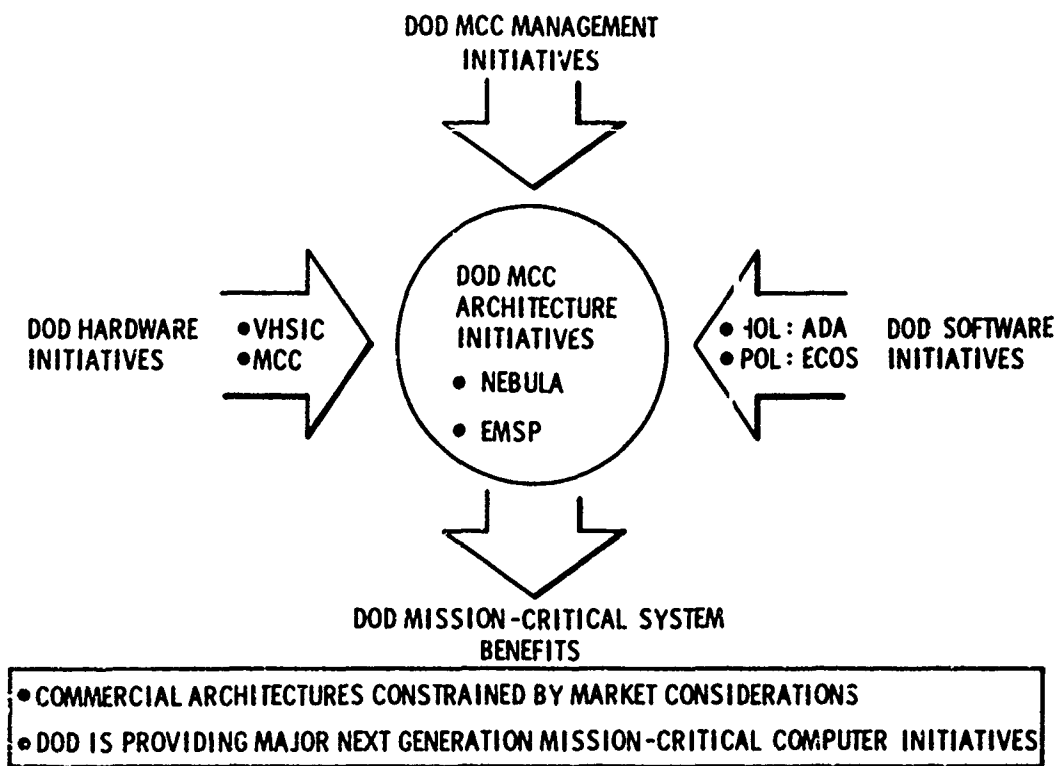 DOD MCC MANAGEMENT
INITIATIVES
DOD HARDWARE
INITIATIVES
● VHSIC
● MCC
DOD MCC
ARCHITECTURE
INITIATIVES
● NEBULA
● EMSP
● HOL: ADA
● POL: ECOS
DOD SOFTWARE
INITIATIVES
DOD MISSION-CRITICAL SYSTEM
BENEFITS
● COMMERCIAL ARCHITECTURES CONSTRAINED BY MARKET CONSIDERATIONS
● DOD IS PROVIDING MAJOR NEXT GENERATION MISSION-CRITICAL COMPUTER INITIATIVES